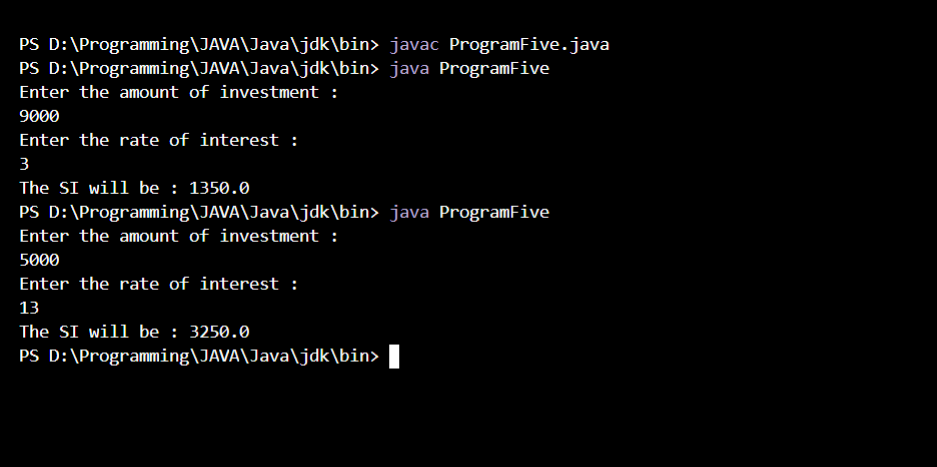 PS D:\Programming\JAVA\Java\jdk\bin> javac ProgramFive.java
PS D:\Programming\JAVA\Java\jdk\bin> java ProgramFive
Enter the amount of investment :
9000
Enter the rate of interest :
3
The SI will be : 1350.0
PS D:\Programming\JAVA\Java\jdk\bin> java ProgramFive
Enter the amount of investment :
5000
Enter the rate of interest :
13
The SI will be : 3250.0
PS D:\Programming\JAVA\Java\jdk\bin>